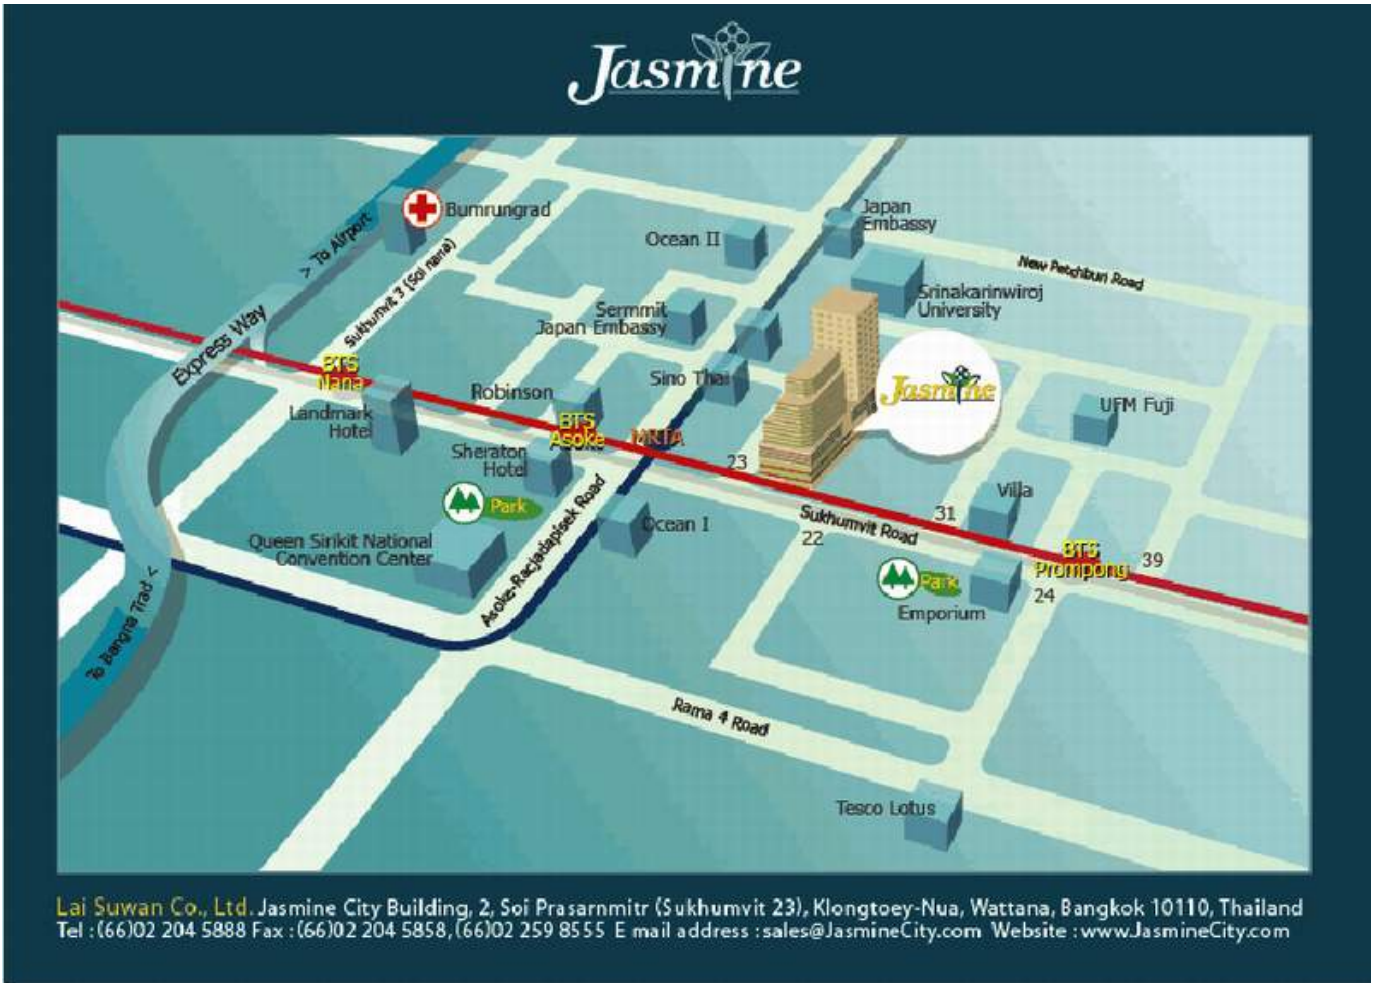 Jasmine
Bumrungrad
> To Airport
Sukhumvit 3 (Soi nana)
Express Way
Ocean II
Japan
Embassy
New Petchburi Road
Srinakarinwiroj
University
Sermmit
Japan Embassy
Sino Thai
Jasmine
UFM Fuji
BTS
Nana
Landmark
Hotel
Robinson
BTS
Asoke
MRTA
Sheraton
Hotel
23
Park
Queen Sirikit National
Convention Center
Asoke-Racjadapisek Road
Ocean I
Sukhumvit Road
22
31
Villa
BTS
Prompong
39
24
Park
Emporium
To Bangna Trad <
Rama 4 Road
Tesco Lotus
Lai Suwan Co., Ltd. Jasmine City Building, 2, Soi Prasarnmitr (Sukhumvit 23), Klongtoey-Nua, Wattana, Bangkok 10110, Thailand
Tel : (66)02 204 5888 Fax : (66)02 204 5858, (66)02 259 8555 E mail address : sales@JasmineCity.com Website : www.JasmineCity.com